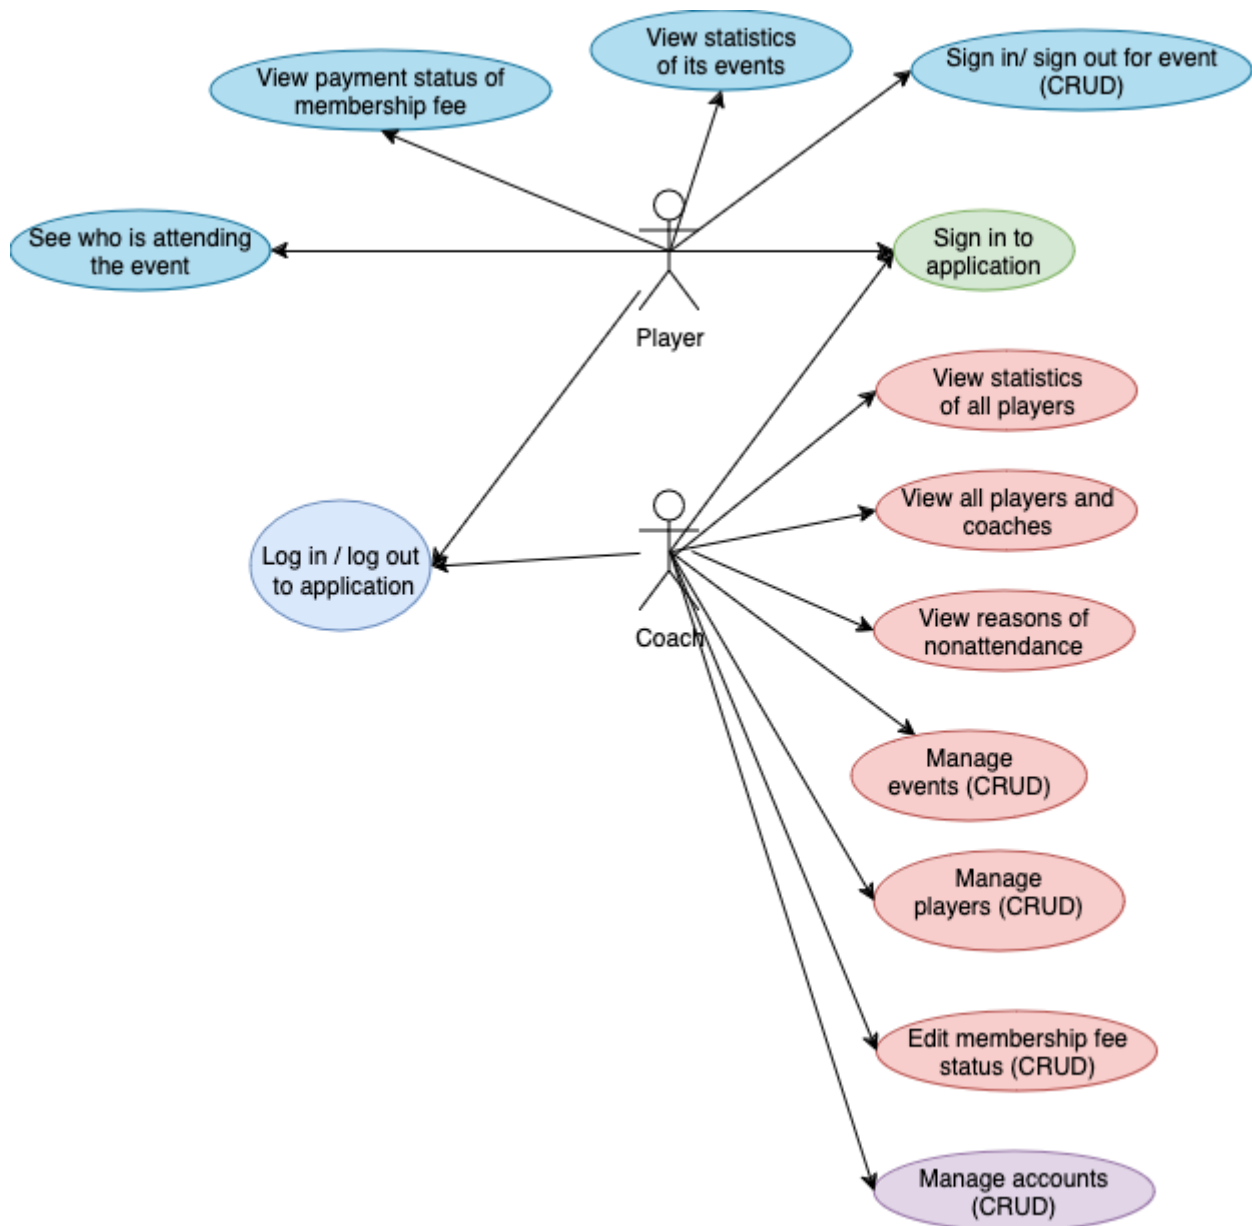 View statistics
of its events
Sign in/ sign out for event
(CRUD)
View payment status of
membership fee
See who is attending
the event
Sign in to
application
Player
View statistics
of all players
View all players and
coaches
Log in / log out
to application
Coach
View reasons of
nonattendance
Manage
events (CRUD)
Manage
players (CRUD)
Edit membership fee
status (CRUD)
Manage accounts
(CRUD)